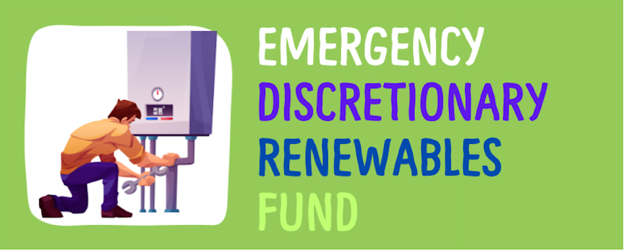 EMERGENCY
DISCRETIONARY
RENEWABLES
FUND